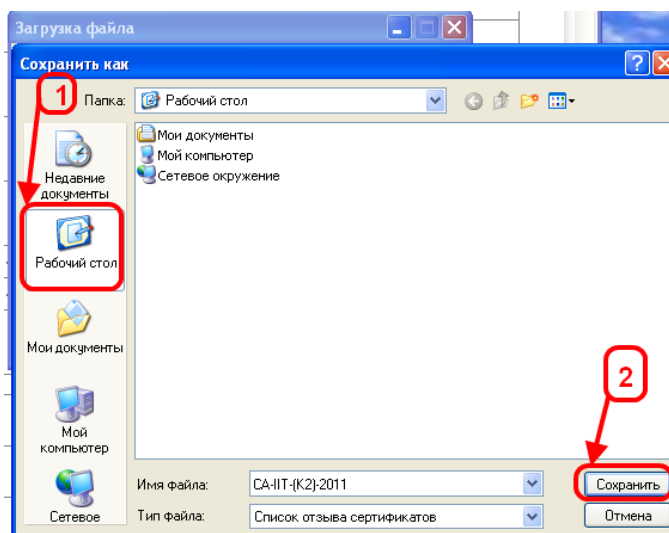 Загрузка файла
Сохранить как
1
Папка:
Рабочий стол
Мои документы
Мой компьютер
Сетевое окружение
Недавние
документы
Рабочий стол
Мои документы
Мой
компьютер
Сетевое
2
Имя файла:
CA-IIT-(K2)-2011
Сохранить
Тип файла:
Список отзыва сертификатов
Отмена